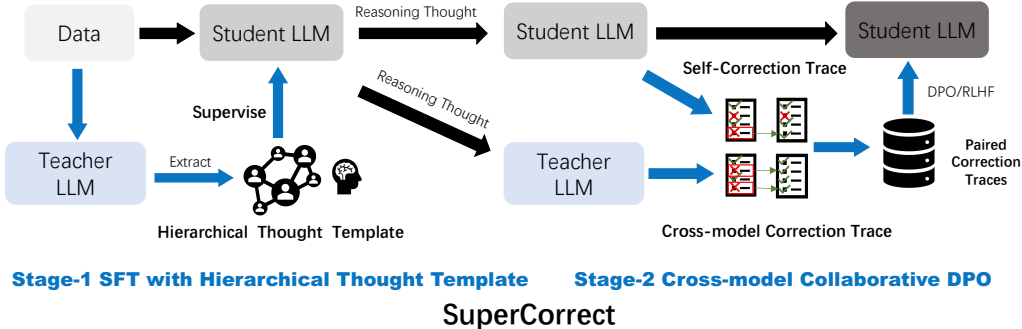 Data
Student LLM
Reasoning Thought
Student LLM
Student LLM
Reasoning Thought
Self-Correction Trace
DPO/RLHF
Supervise
Teacher
LLM
Extract
Teacher
LLM
Paired
Correction
Traces
Hierarchical Thought Template
Cross-model Correction Trace
Stage-1 SFT with Hierarchical Thought Template
Stage-2 Cross-model Collaborative DPO
SuperCorrect